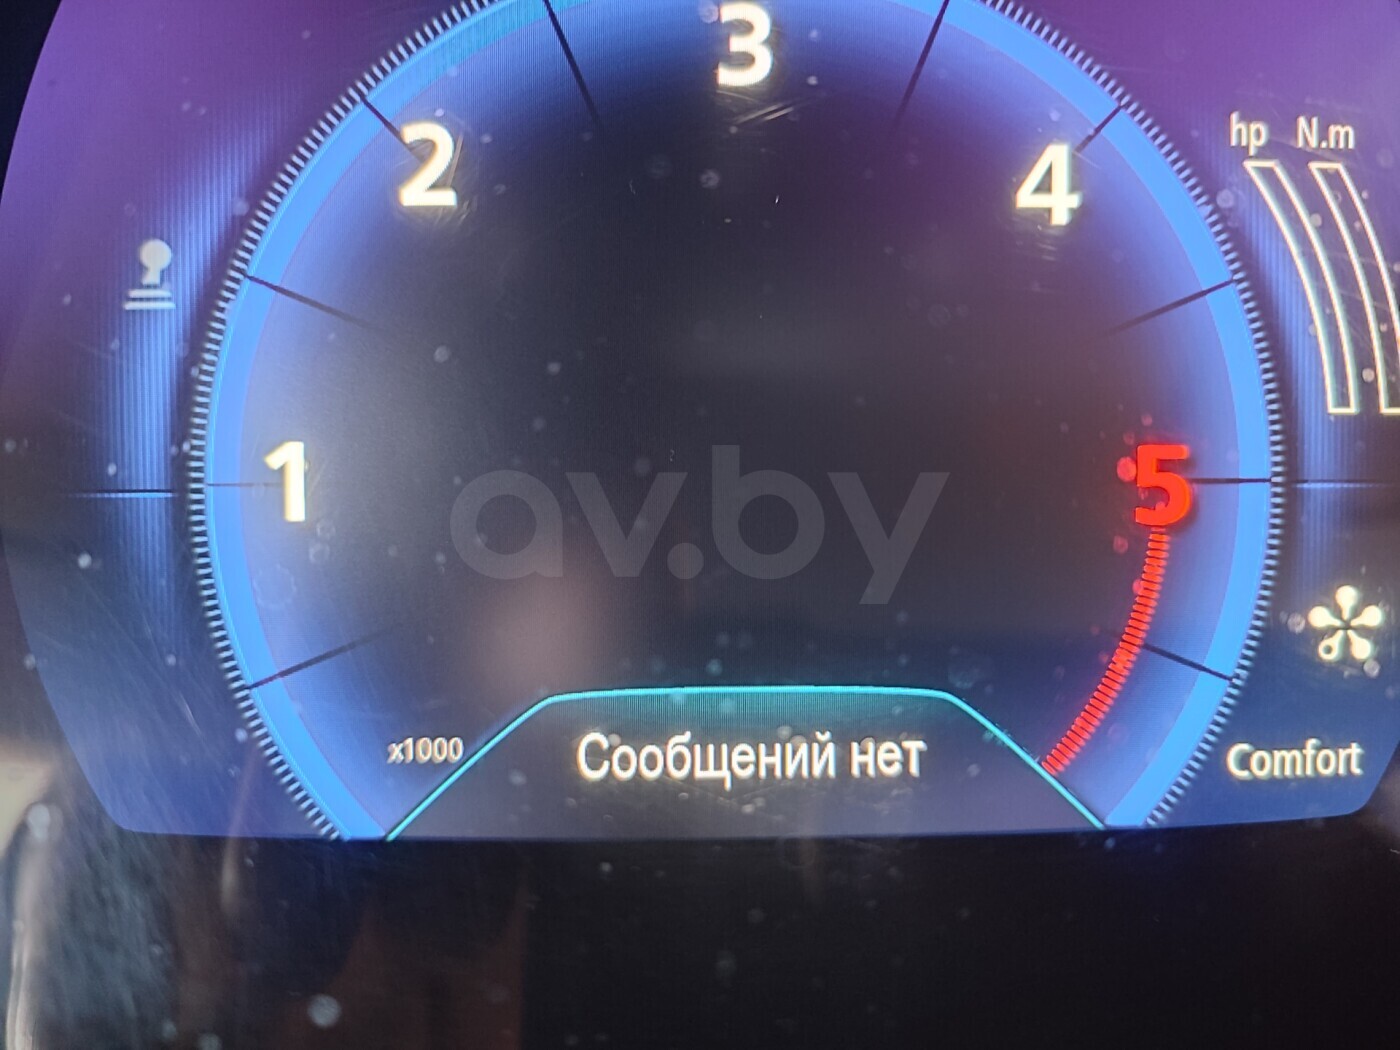 3
hp N.m
2
4
1
5
av.by
x1000
Сообщений нет
Comfort